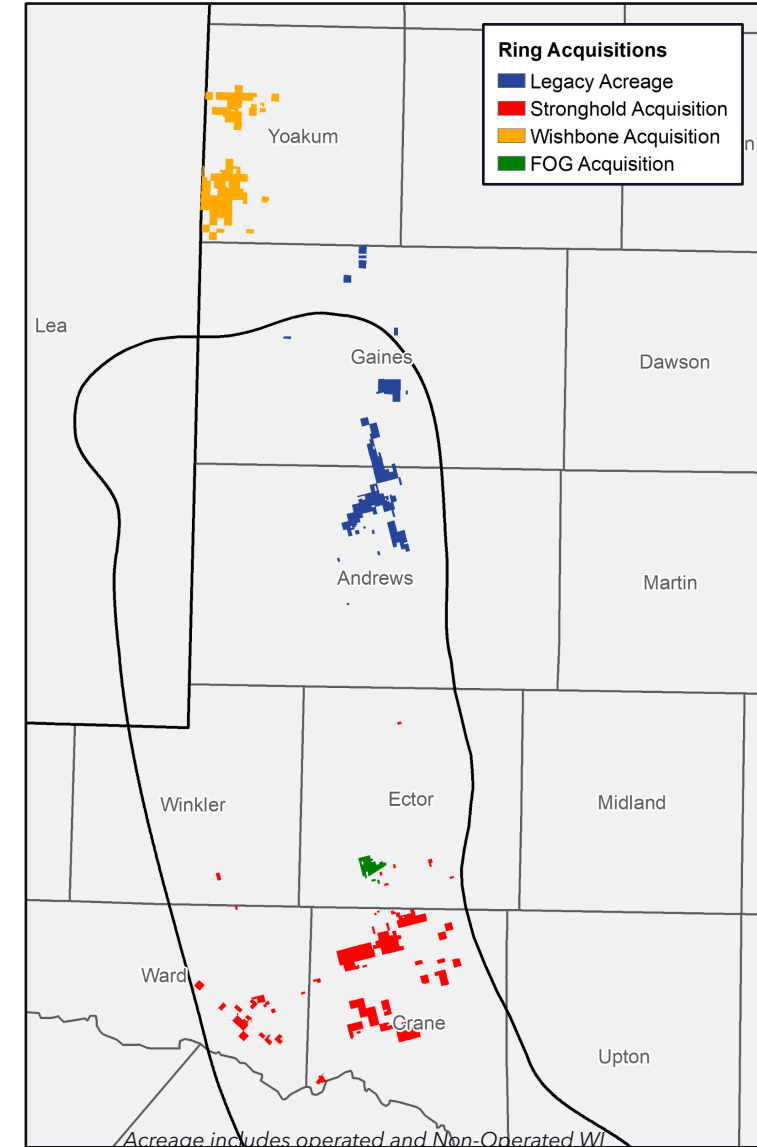 Ring Acquisitions
Legacy Acreage
Stronghold Acquisition
Wishbone Acquisition
FOG Acquisition
Yoakum
n
Lea
Gaines
Dawson
Andrews
Martin
Winkler
Ector
Midland
Ward
Crane
Upton
Acreage includes operated and Non-Operated WI